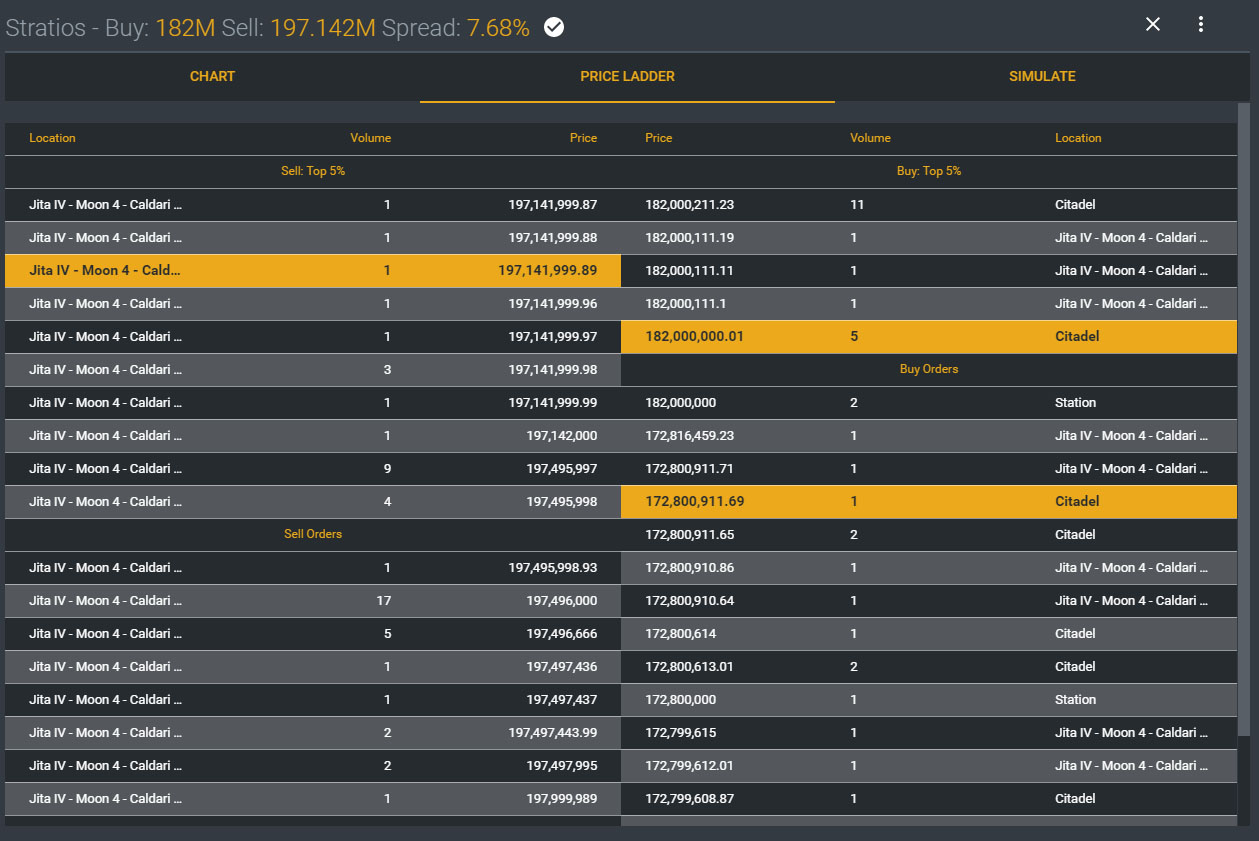 Stratios - Buy: 182M Sell: 197.142M Spread: 7.68%
CHART PRICE LADDER SIMULATE
Location Volume Price Price Volume Location
Sell: Top 5% Buy: Top 5%
Jita IV - Moon 4 - Caldari ... 1 197,141,999.87 182,000,211.23 11 Citadel
Jita IV - Moon 4 - Caldari ... 1 197,141,999.88 182,000,111.19 1 Jita IV - Moon 4 - Caldari ...
Jita IV - Moon 4 - Cald... 1 197,141,999.89 182,000,111.11 1 Jita IV - Moon 4 - Caldari ...
Jita IV - Moon 4 - Caldari ... 1 197,141,999.96 182,000,111.1 1 Jita IV - Moon 4 - Caldari ...
Jita IV - Moon 4 - Caldari ... 1 197,141,999.97 182,000,000.01 5 Citadel
Jita IV - Moon 4 - Caldari ... 3 197,141,999.98 Buy Orders
Jita IV - Moon 4 - Caldari ... 1 197,141,999.99 182,000,000 2 Station
Jita IV - Moon 4 - Caldari ... 1 197,142,000 172,816,459.23 1 Jita IV - Moon 4 - Caldari ...
Jita IV - Moon 4 - Caldari ... 9 197,495,997 172,800,911.71 1 Jita IV - Moon 4 - Caldari ...
Jita IV - Moon 4 - Caldari ... 4 197,495,998 172,800,911.69 1 Citadel
Sell Orders 172,800,911.65 2 Citadel
Jita IV - Moon 4 - Caldari ... 1 197,495,998.93 172,800,910.86 1 Jita IV - Moon 4 - Caldari ...
Jita IV - Moon 4 - Caldari ... 17 197,496,000 172,800,910.64 1 Jita IV - Moon 4 - Caldari ...
Jita IV - Moon 4 - Caldari ... 5 197,496,666 172,800,614 1 Citadel
Jita IV - Moon 4 - Caldari ... 1 197,497,436 172,800,613.01 2 Citadel
Jita IV - Moon 4 - Caldari ... 1 197,497,437 172,800,000 1 Station
Jita IV - Moon 4 - Caldari ... 2 197,497,443.99 172,799,615 1 Jita IV - Moon 4 - Caldari ...
Jita IV - Moon 4 - Caldari ... 2 197,497,995 172,799,612.01 1 Jita IV - Moon 4 - Caldari ...
Jita IV - Moon 4 - Caldari ... 1 197,999,989 172,799,608.87 1 Citadel